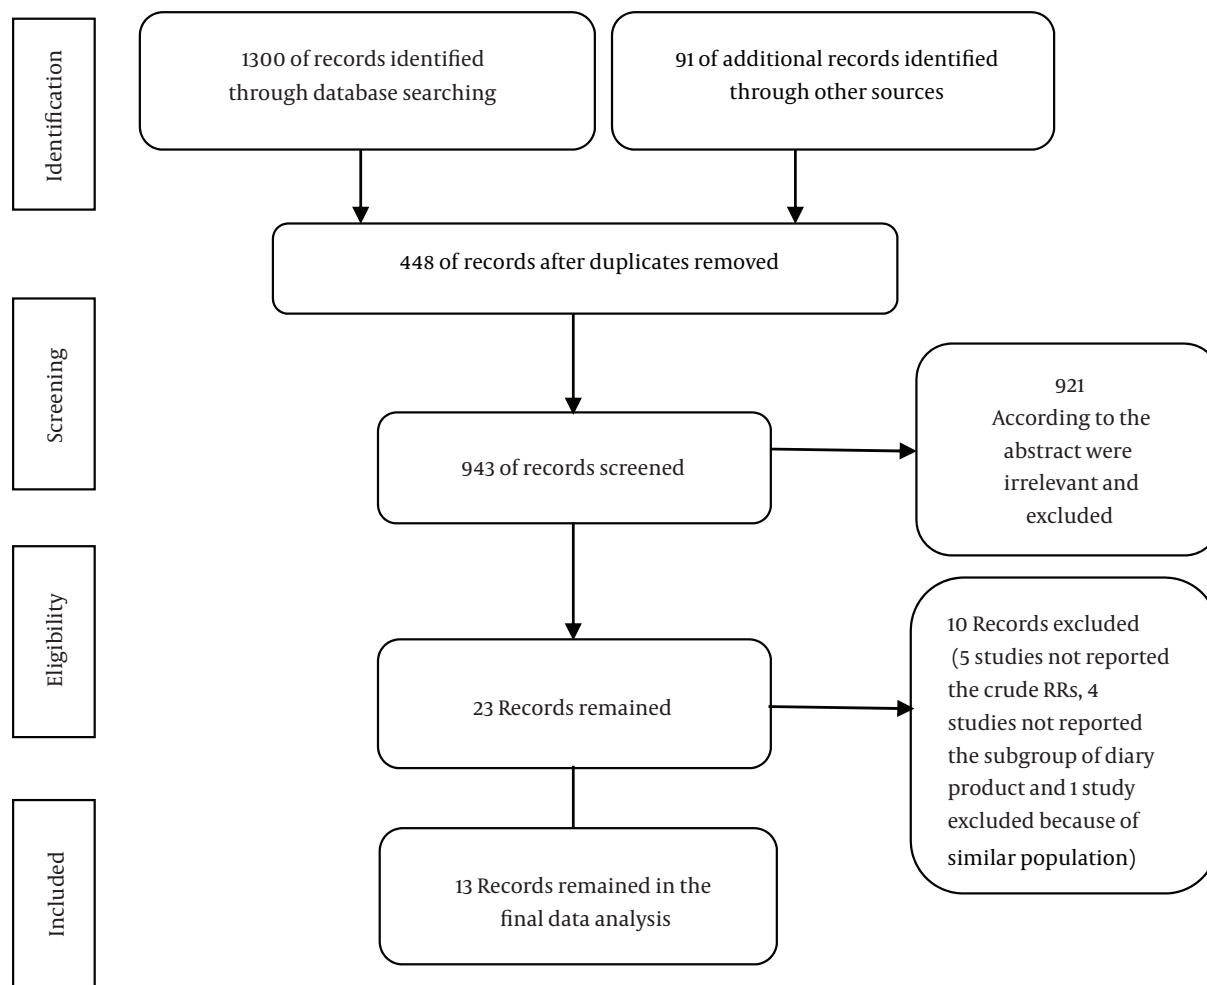 Identification
1300 of records identified
through database searching
91 of additional records identified
through other sources
448 of records after duplicates removed
Screening
943 of records screened
921
According to the
abstract were
irrelevant and
excluded
Eligibility
23 Records remained
10 Records excluded
(5 studies not reported
the crude RRs, 4
studies not reported
the subgroup of diary
product and 1 study
excluded because of
similar population)
Included
13 Records remained in the
final data analysis